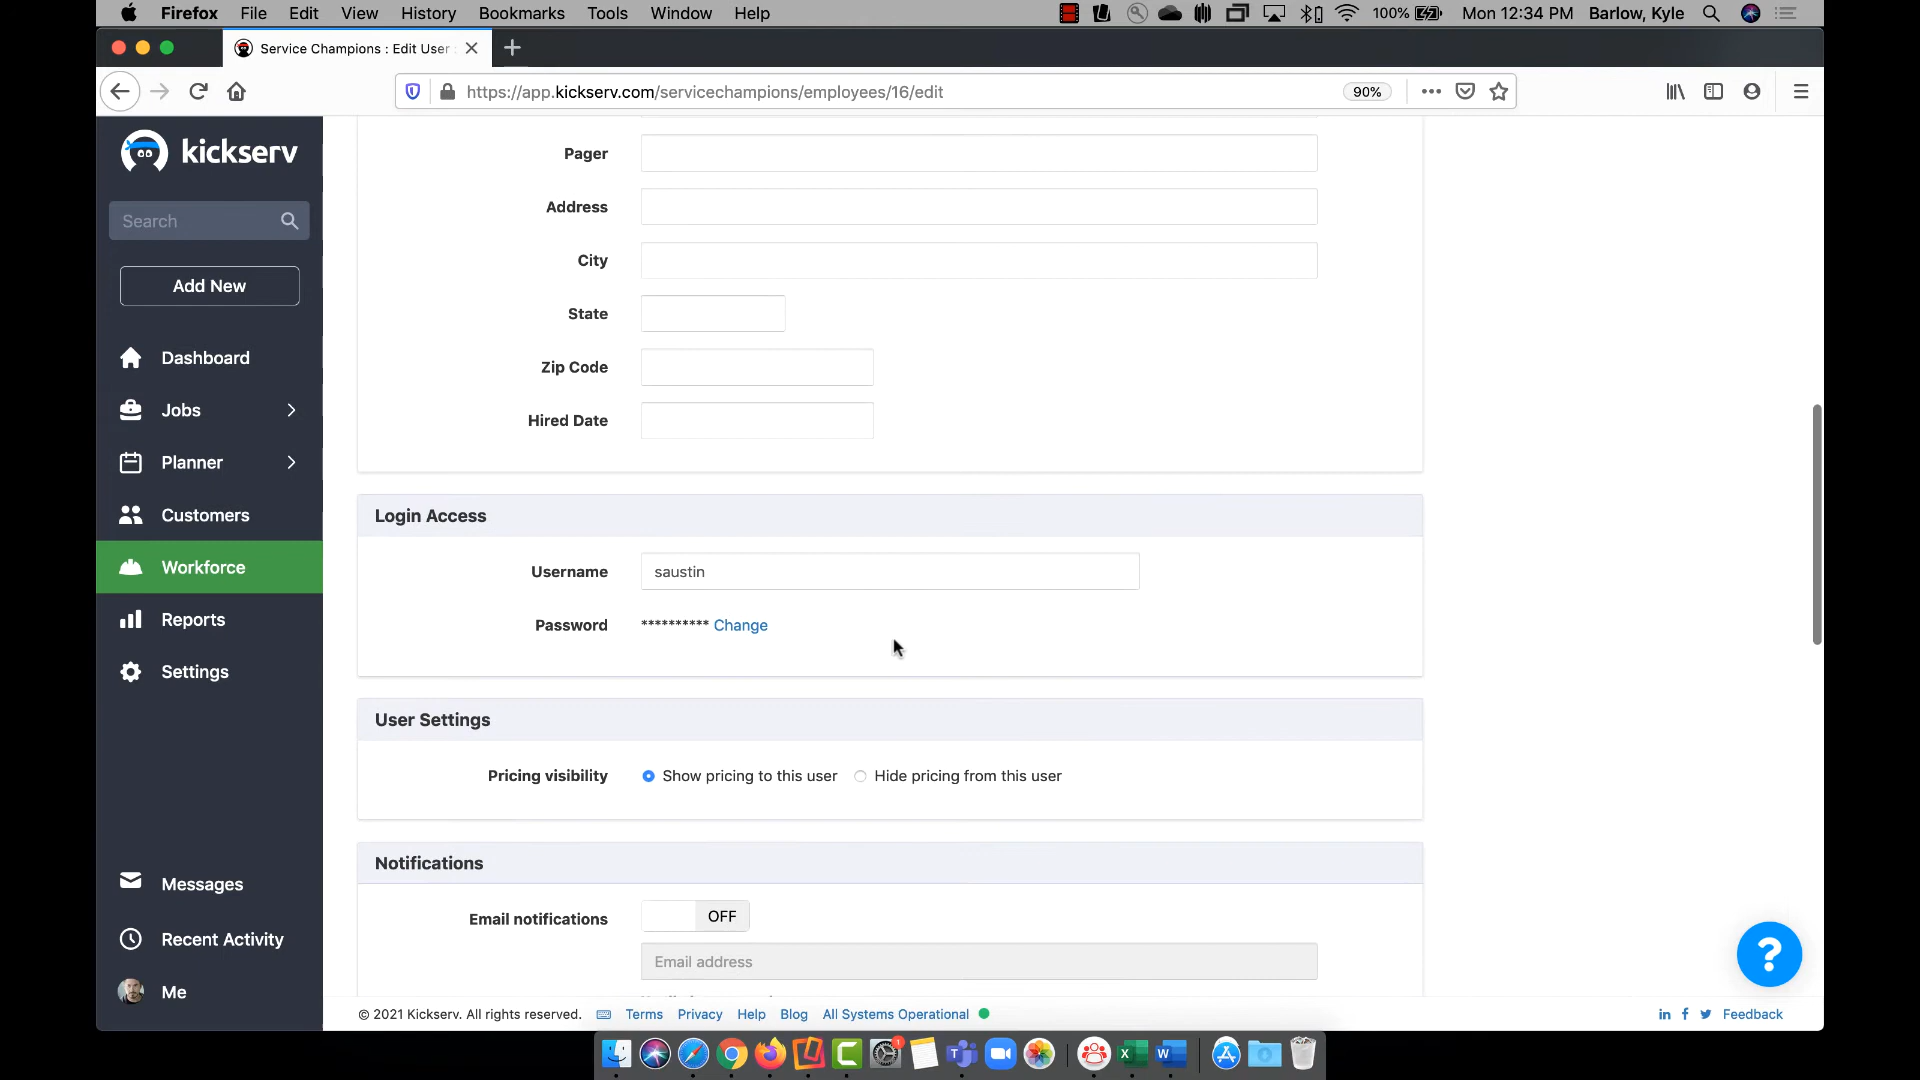 Firefox File Edit View History Bookmarks Tools Window Help 100% Mon 12:34 PM Barlow, Kyle
Service Champions : Edit User
https://app.kickserv.com/servicechampions/employees/16/edit 90%
kickserv
Search
Add New
Dashboard
Jobs
Planner
Customers
Workforce
Reports
Settings
Messages
Recent Activity
Me
Pager
Address
City
State
Zip Code
Hired Date
Login Access
Username saustin
Password ********** Change
User Settings
Pricing visibility Show pricing to this user Hide pricing from this user
Notifications
Email notifications OFF
Email address
© 2021 Kickserv. All rights reserved. Terms Privacy Help Blog All Systems Operational Feedback